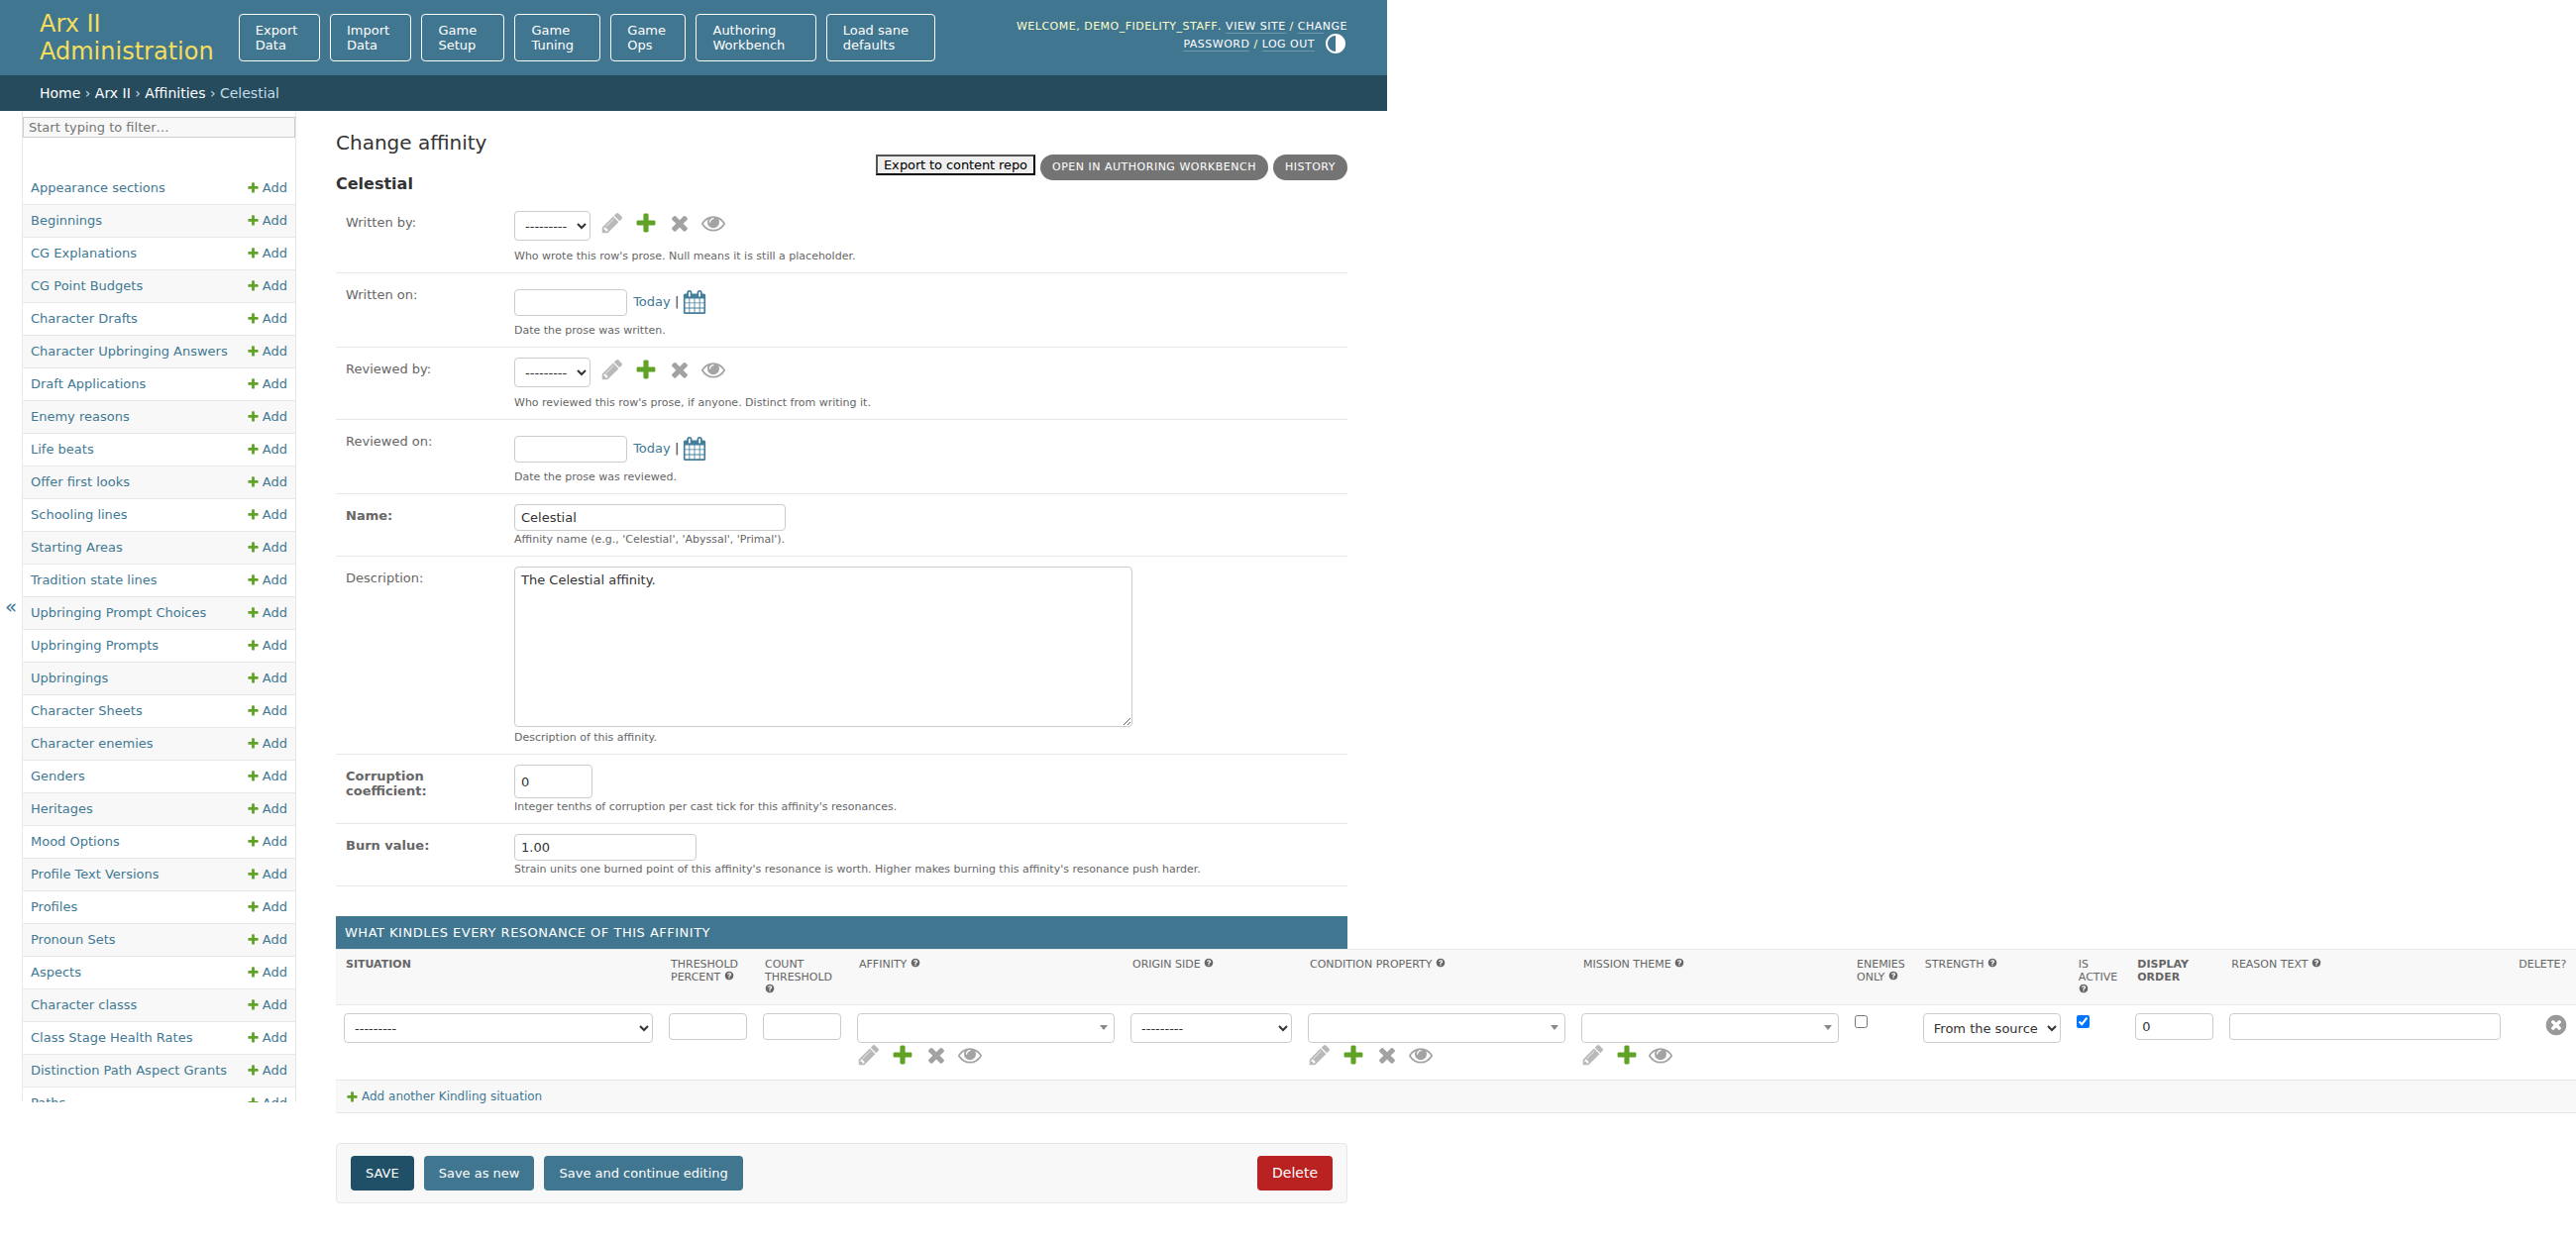 Arx II
Administration
Export
Data
Import
Data
Game
Setup
Game
Tuning
Game
Ops
Authoring
Workbench
Load sane
defaults
WELCOME, DEMO_FIDELITY_STAFF. VIEW SITE / CHANGE
PASSWORD / LOG OUT
Home › Arx II › Affinities › Celestial
Start typing to filter…
Appearance sections Add
Beginnings Add
CG Explanations Add
CG Point Budgets Add
Character Drafts Add
Character Upbringing Answers Add
Draft Applications Add
Enemy reasons Add
Life beats Add
Offer first looks Add
Schooling lines Add
Starting Areas Add
Tradition state lines Add
«
Upbringing Prompt Choices Add
Upbringing Prompts Add
Upbringings Add
Character Sheets Add
Character enemies Add
Genders Add
Heritages Add
Mood Options Add
Profile Text Versions Add
Profiles Add
Pronoun Sets Add
Aspects Add
Character classs Add
Class Stage Health Rates Add
Distinction Path Aspect Grants Add
Paths Add
Change affinity
Export to content repo
OPEN IN AUTHORING WORKBENCH
HISTORY
Celestial
Written by: ---------
Who wrote this row's prose. Null means it is still a placeholder.
Written on: Today |
Date the prose was written.
Reviewed by: ---------
Who reviewed this row's prose, if anyone. Distinct from writing it.
Reviewed on: Today |
Date the prose was reviewed.
Name: Celestial
Affinity name (e.g., 'Celestial', 'Abyssal', 'Primal').
Description: The Celestial affinity.
Description of this affinity.
Corruption
coefficient: 0
Integer tenths of corruption per cast tick for this affinity's resonances.
Burn value: 1.00
Strain units one burned point of this affinity's resonance is worth. Higher makes burning this affinity's resonance push harder.
WHAT KINDLES EVERY RESONANCE OF THIS AFFINITY
SITUATION
THRESHOLD
PERCENT ?
COUNT
THRESHOLD
?
AFFINITY ?
ORIGIN SIDE ?
CONDITION PROPERTY ?
MISSION THEME ?
ENEMIES
ONLY ?
STRENGTH ?
IS
ACTIVE
?
DISPLAY
ORDER
REASON TEXT ?
DELETE?
--------- --------- From the source 0
Add another Kindling situation
SAVE
Save as new
Save and continue editing
Delete